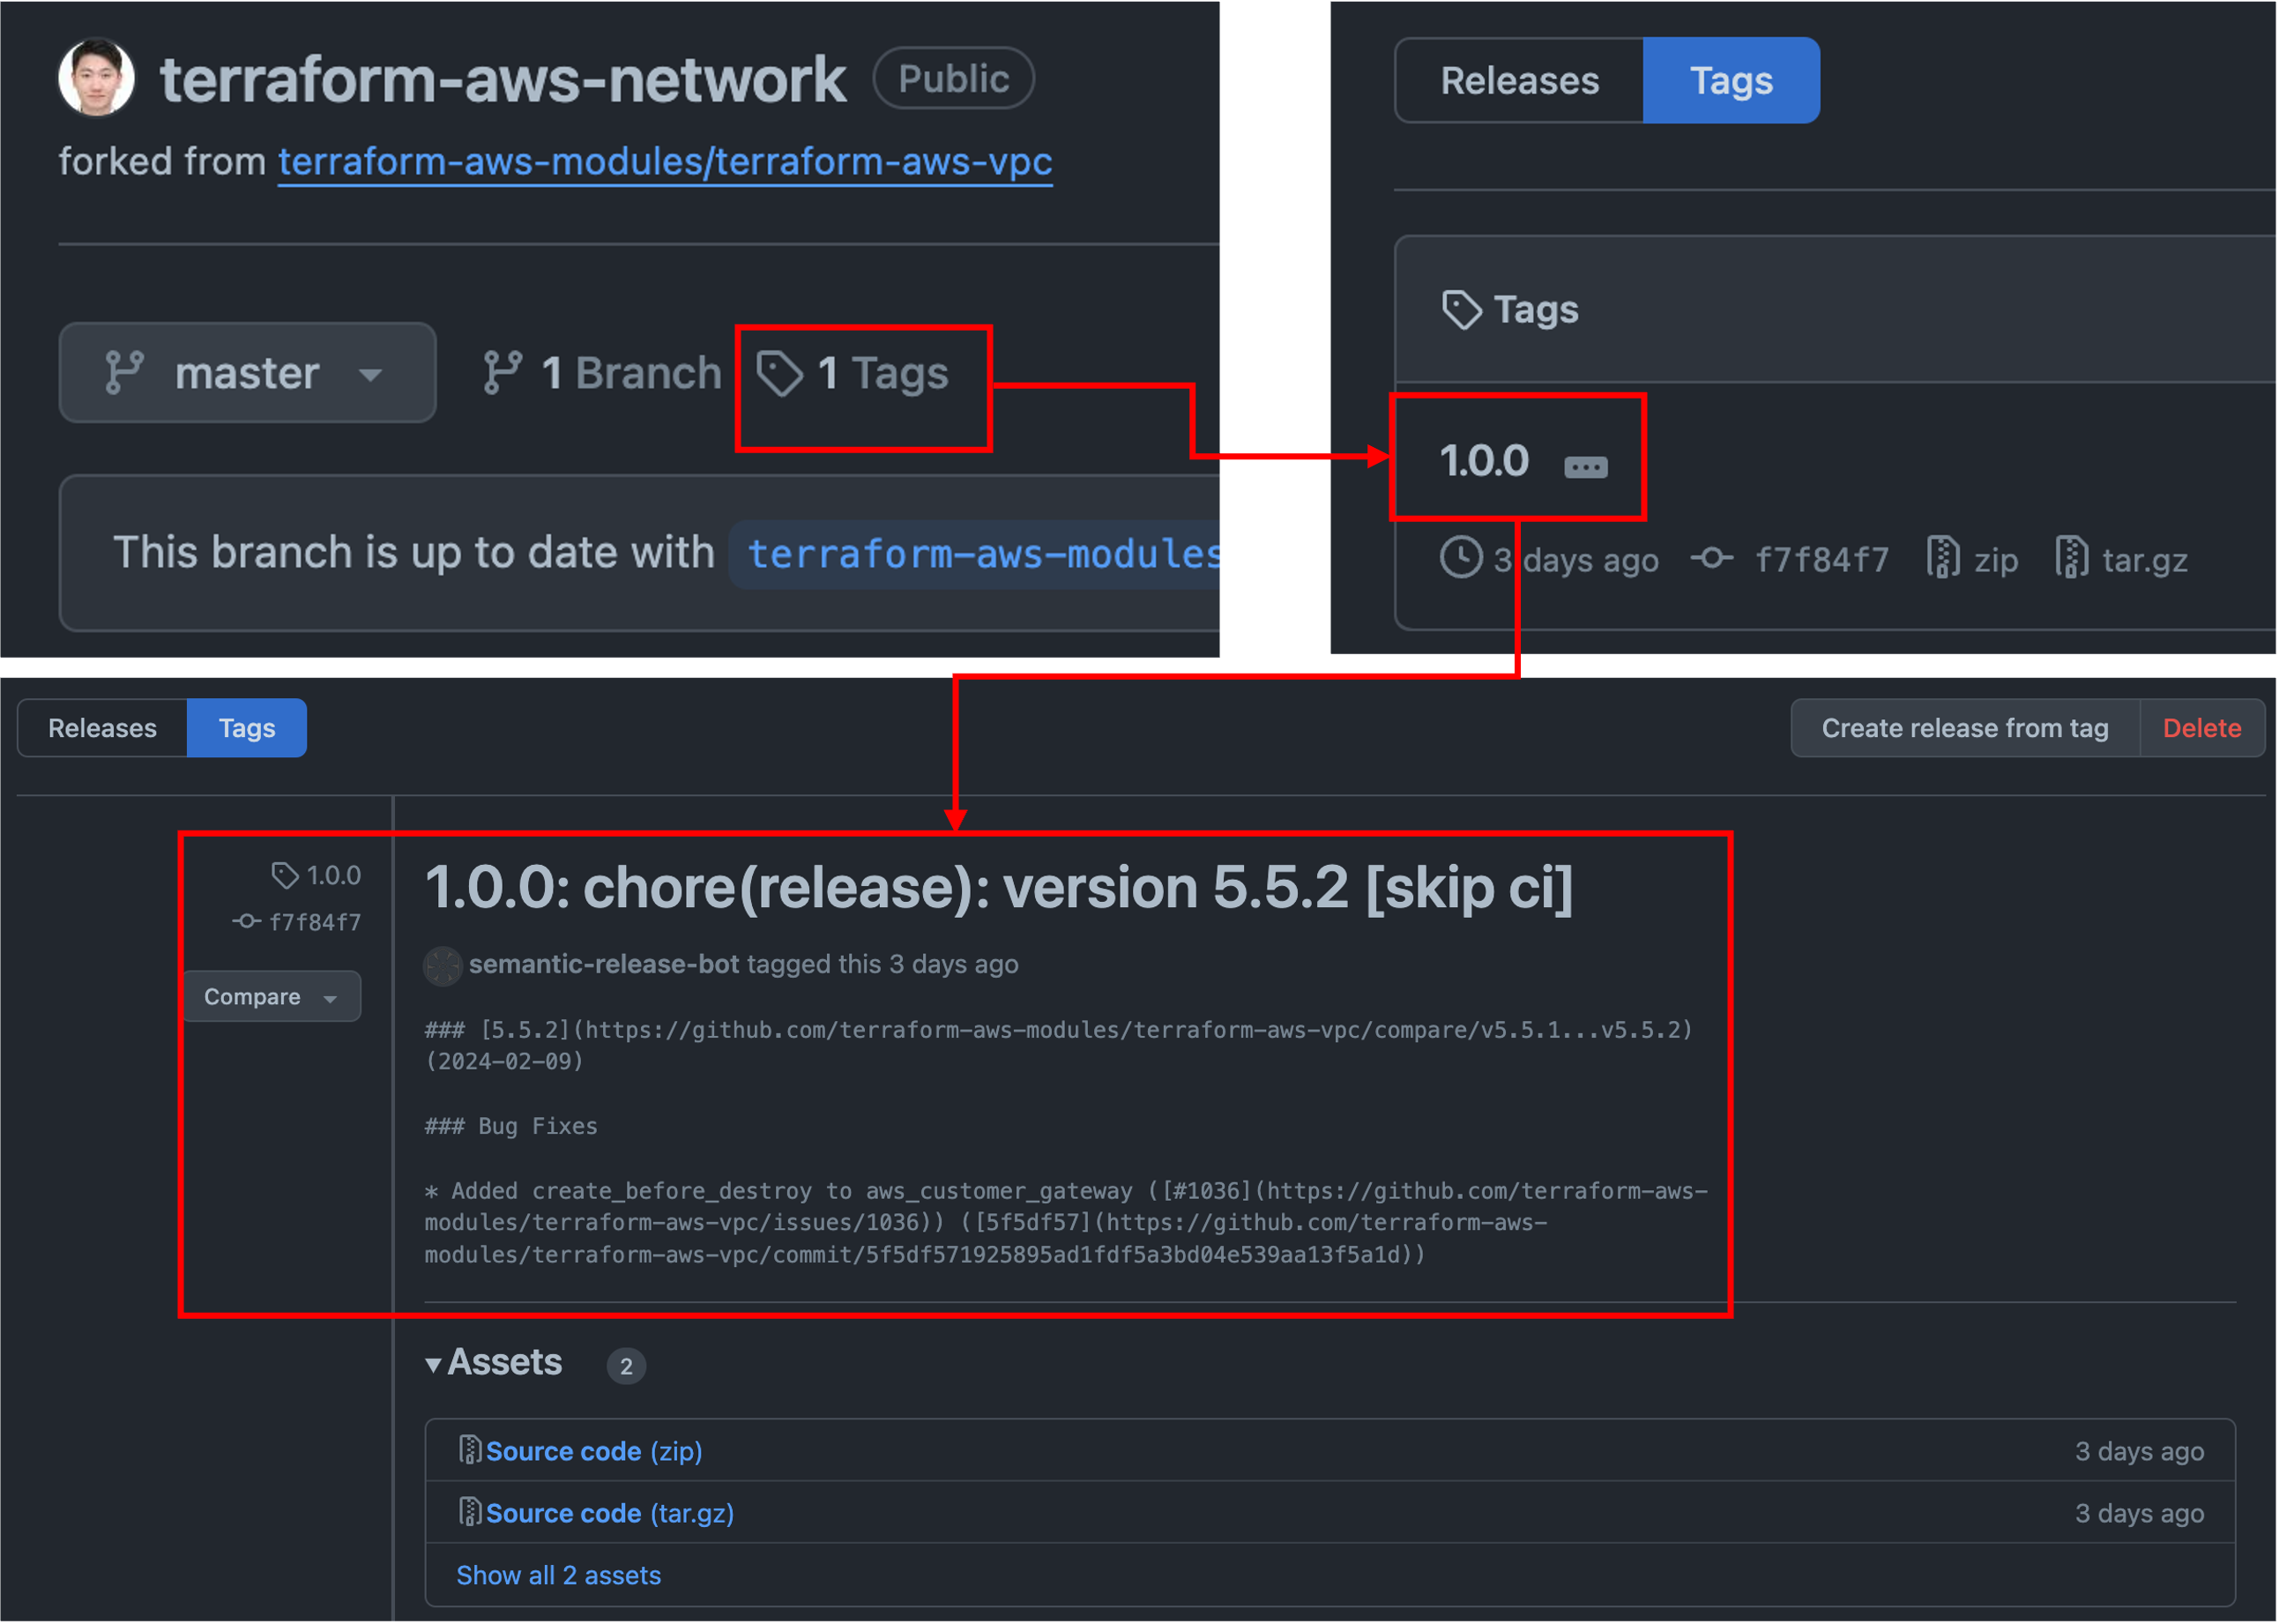 terraform-aws-network Public
forked from terraform-aws-modules/terraform-aws-vpc
master 1 Branch 1 Tags
This branch is up to date with terraform-aws-modules
Releases Tags
Tags
1.0.0
3 days ago f7f84f7 zip tar.gz
Releases Tags Create release from tag Delete
1.0.0
f7f84f7
Compare
1.0.0: chore(release): version 5.5.2 [skip ci]
semantic-release-bot tagged this 3 days ago
### [5.5.2](https://github.com/terraform-aws-modules/terraform-aws-vpc/compare/v5.5.1...v5.5.2)
(2024-02-09)
### Bug Fixes
* Added create_before_destroy to aws_customer_gateway ([#1036](https://github.com/terraform-aws-
modules/terraform-aws-vpc/issues/1036)) ([5f5df57](https://github.com/terraform-aws-
modules/terraform-aws-vpc/commit/5f5df571925895ad1fdf5a3bd04e539aa13f5a1d))
Assets 2
Source code (zip) 3 days ago
Source code (tar.gz) 3 days ago
Show all 2 assets